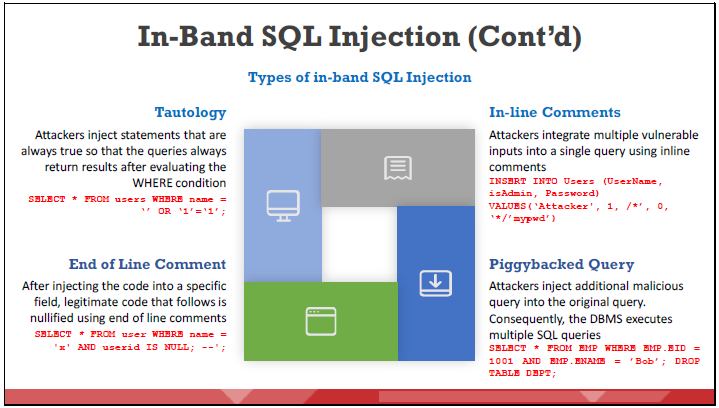 In-Band SQL Injection (Cont’d)
Types of in-band SQL Injection
Tautology
Attackers inject statements that are
always true so that the queries always
return results after evaluating the
WHERE condition
SELECT * FROM users WHERE name =
‘’ OR ‘1’=‘1’;
End of Line Comment
After injecting the code into a specific
field, legitimate code that follows is
nullified using end of line comments
SELECT * FROM user WHERE name =
'x' AND userid IS NULL; --';
In-line Comments
Attackers integrate multiple vulnerable
inputs into a single query using inline
comments
INSERT INTO Users (UserName,
isAdmin, Password)
VALUES(‘Attacker', 1, /*’, 0,
‘*/’mypwd’)
Piggybacked Query
Attackers inject additional malicious
query into the original query.
Consequently, the DBMS executes
multiple SQL queries
SELECT * FROM EMP WHERE EMP.EID =
1001 AND EMP.ENAME = ’Bob’; DROP
TABLE DEPT;